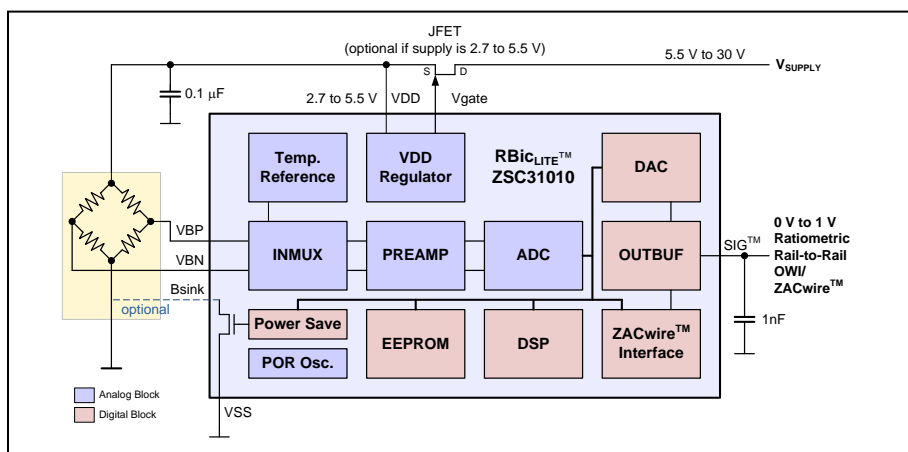 JFET
(optional if supply is 2.7 to 5.5 V)
S
D
5.5 V to 30 V
VSUPPLY
0.1 µF
2.7 to 5.5 V
VDD
Vgate
Temp.
Reference
VDD
Regulator
RBicLITE™
ZSC31010
DAC
VBP
VBN
INMUX
PREAMP
ADC
OUTBUF
SIG™
0 V to 1 V
Ratiometric
Rail-to-Rail
OWI/
ZACwire™
Bsink
optional
Power Save
EEPROM
DSP
ZACwire™
Interface
1nF
POR Osc.
Analog Block
Digital Block
VSS